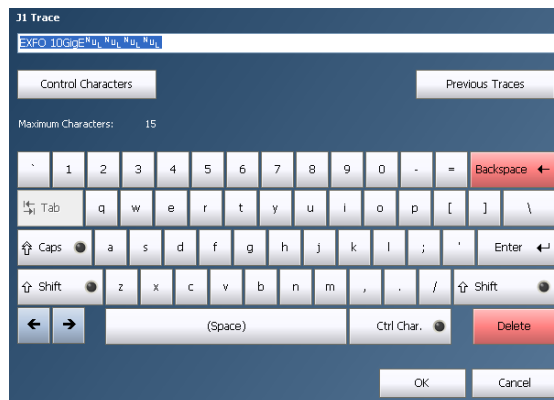 J1 Trace
EXFO 10GigE␀␀␀␀
Control Characters Previous Traces
Maximum Characters: 15
` 1 2 3 4 5 6 7 8 9 0 - = Backspace ←
Tab q w e r t y u i o p [ ] \
⇧ Caps a s d f g h j k l ; ' Enter ↵
⇧ Shift z x c v b n m , . / ⇧ Shift
← → (Space) Ctrl Char. Delete
OK Cancel